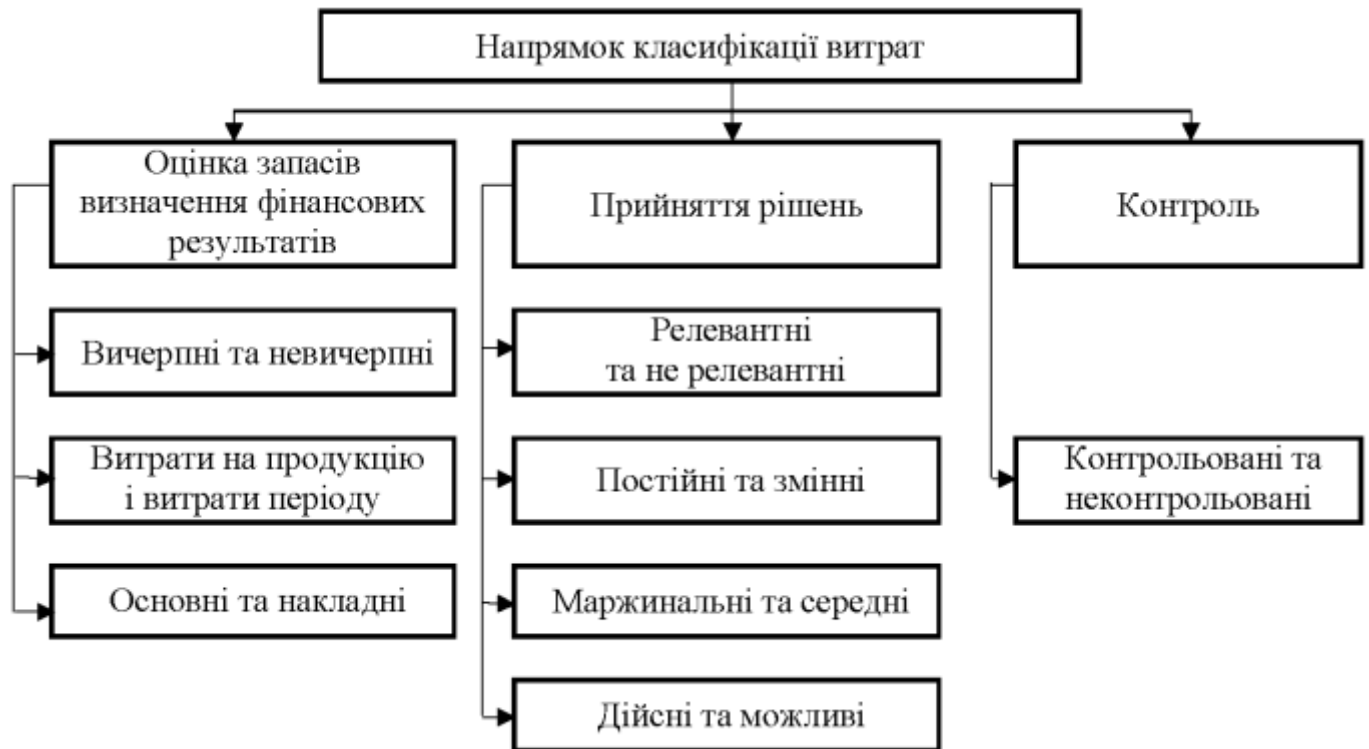 Напрямок класифікації витрат
Оцінка запасів
визначення фінансових
результатів
Вичерпні та невичерпні
Витрати на продукцію
і витрати періоду
Основні та накладні
Прийняття рішень
Релевантні
та не релевантні
Постійні та змінні
Маржинальні та середні
Дійсні та можливі
Контроль
Контрольовані та
неконтрольовані